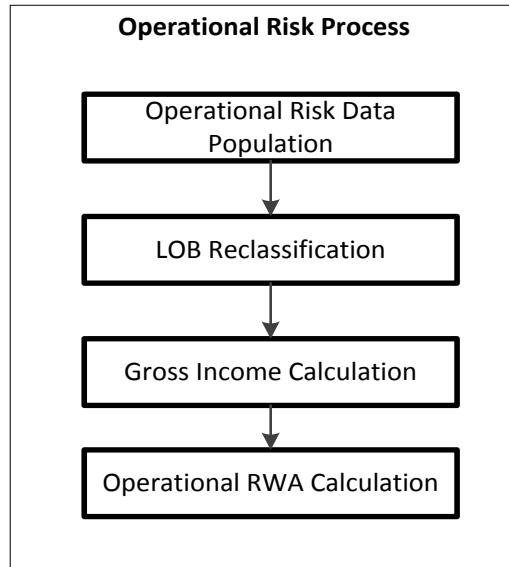 Operational Risk Process
Operational Risk Data
Population
LOB Reclassification
Gross Income Calculation
Operational RWA Calculation